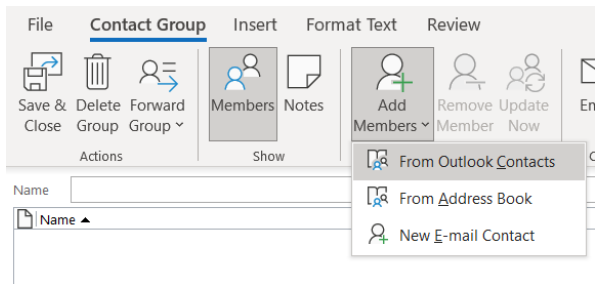 File Contact Group Insert Format Text Review
Save & Delete Forward Members Notes Add Remove Update
Close Group Group Members Member Now
Actions Show
From Outlook Contacts
From Address Book
New E-mail Contact
Name
Name